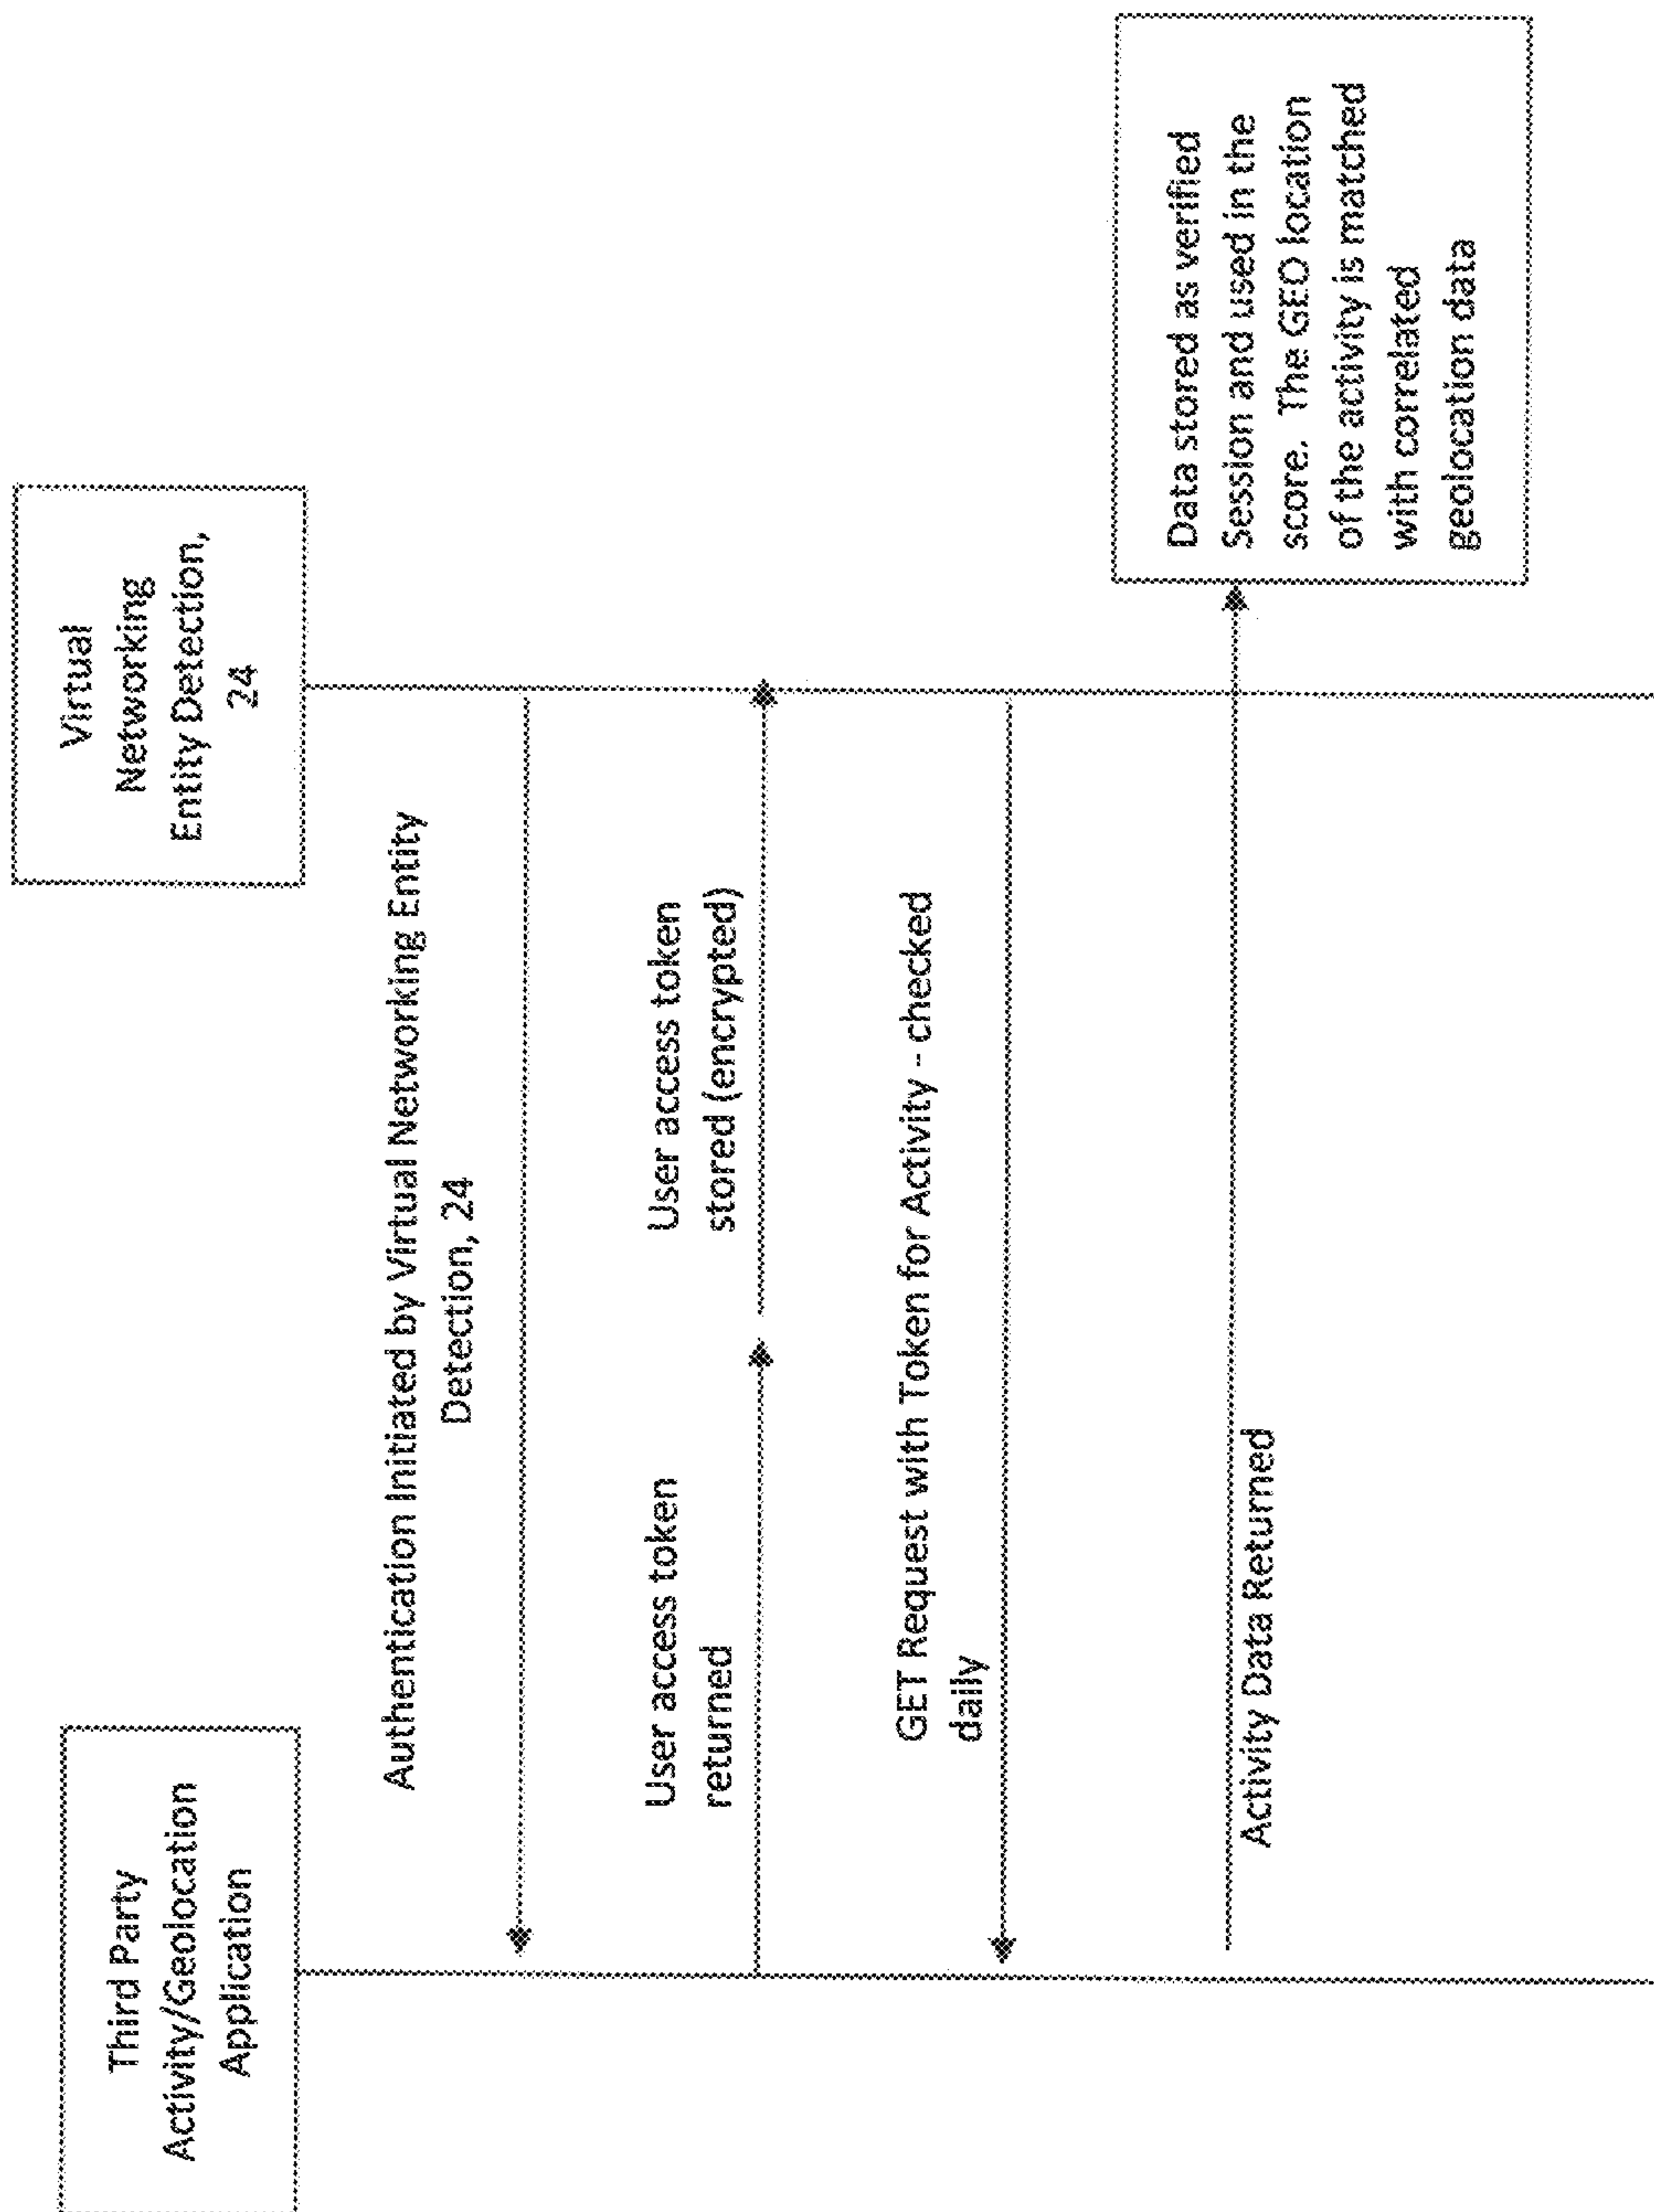 Third Party
Activity/Geolocation
Application
Virtual
Networking
Entity Detection,
24
Authentication Initiated by Virtual Networking Entity
Detection, 24
User access token
returned
User access token
stored (encrypted)
GET Request with Token for Activity - checked
daily
Activity Data Returned
Data stored as verified
Session and used in the
score. The GEO location
of the activity is matched
with correlated
geolocation data